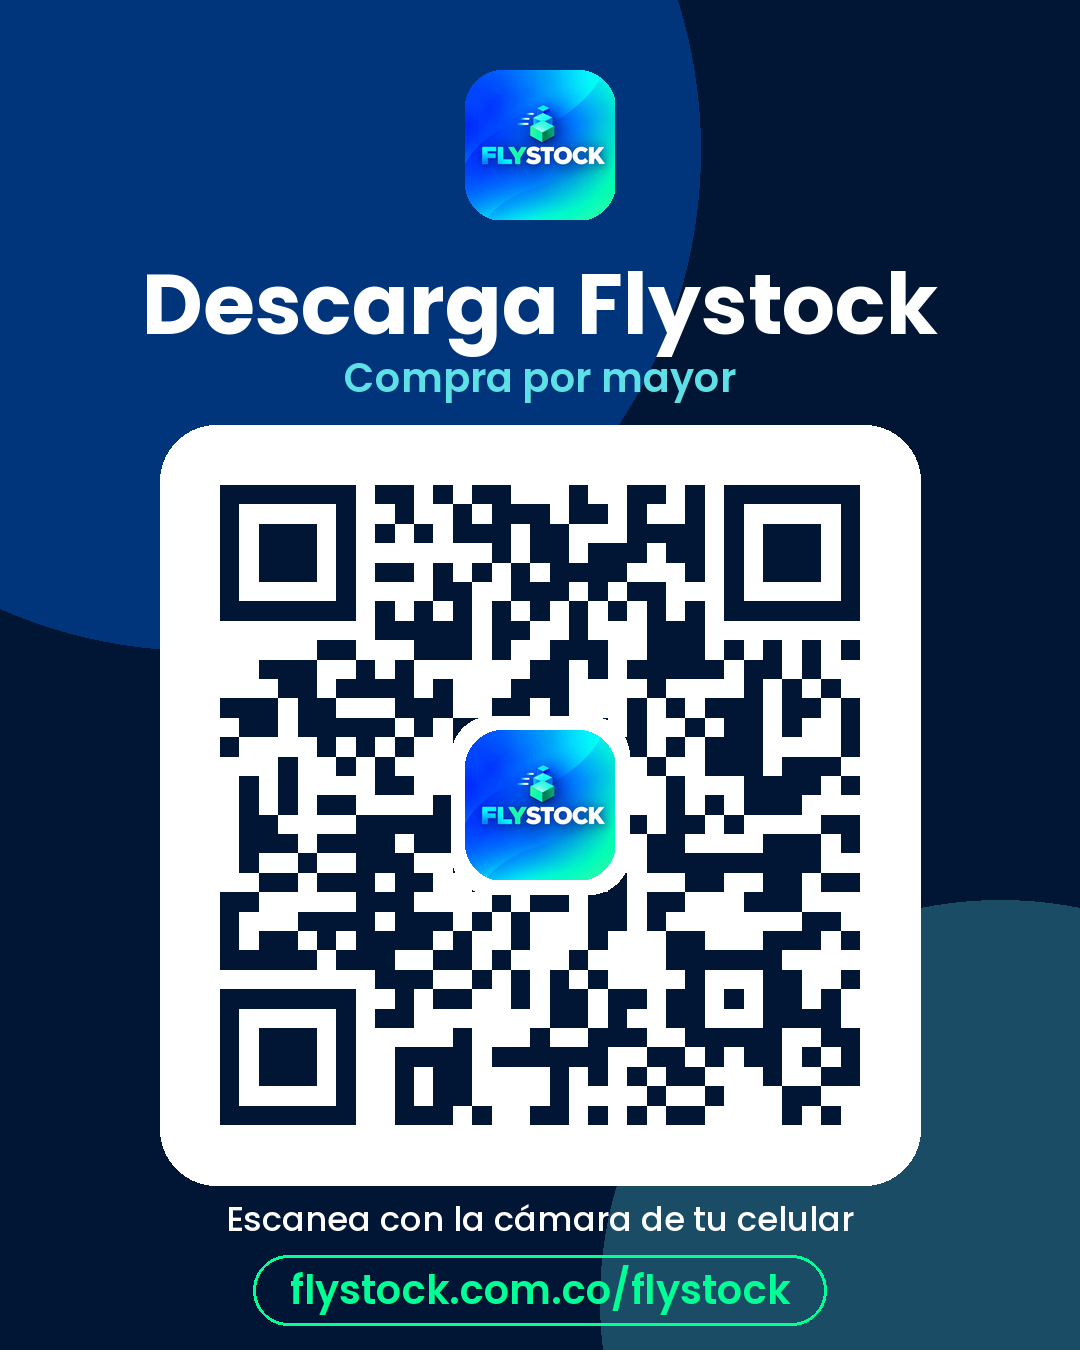 FLYSTOCK
Descarga Flystock
Compra por mayor
FLYSTOCK
Escanea con la cámara de tu celular
flystock.com.co/flystock